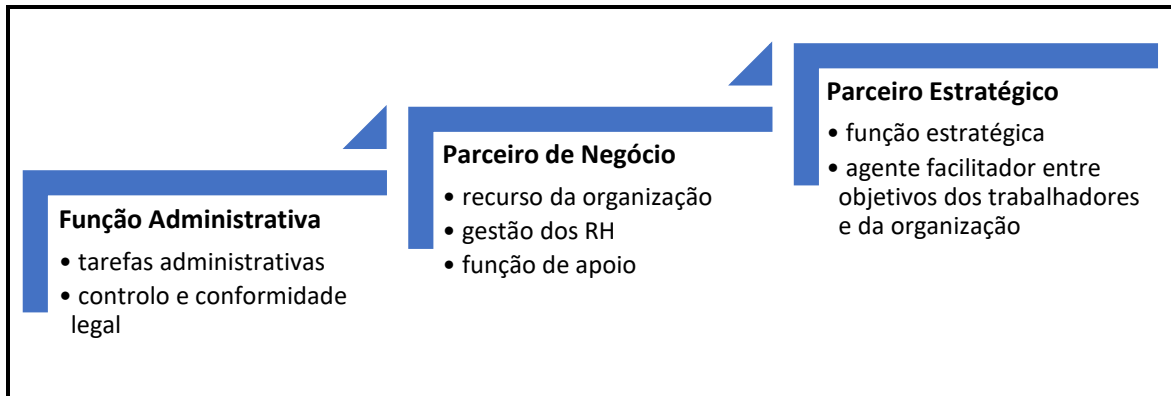 Função Administrativa
• tarefas administrativas
• controlo e conformidade
legal
Parceiro de Negócio
• recurso da organização
• gestão dos RH
• função de apoio
Parceiro Estratégico
• função estratégica
• agente facilitador entre
objetivos dos trabalhadores
e da organização